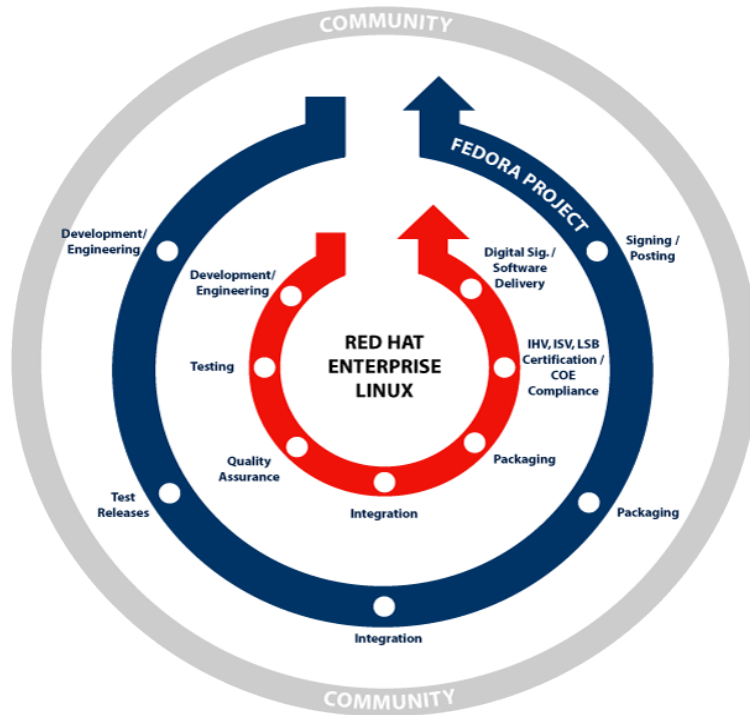 COMMUNITY
FEDORA PROJECT
Development/
Engineering
Signing /
Posting
Digital Sig. /
Software
Delivery
Development/
Engineering
RED HAT
ENTERPRISE
LINUX
Testing
IHV, ISV, LSB
Certification /
COE
Compliance
Quality
Assurance
Packaging
Integration
Test
Releases
Packaging
Integration
COMMUNITY